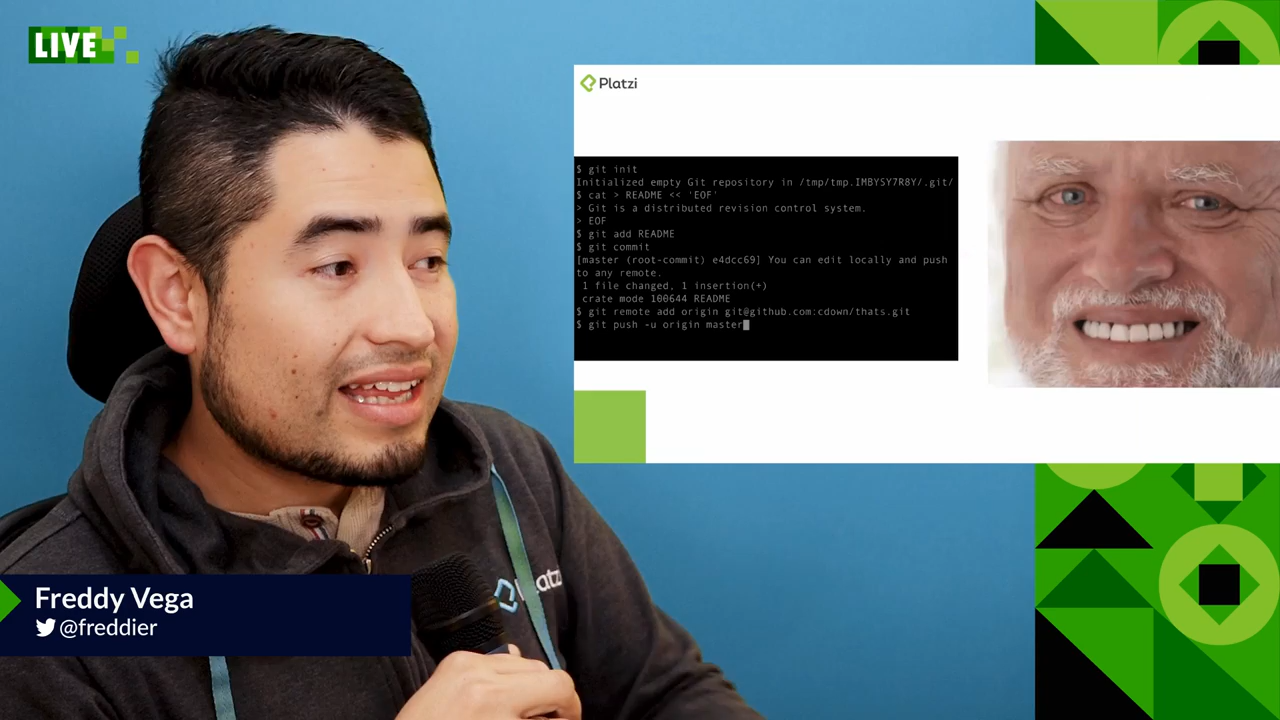 LIVE
Platzi
$ git init
Initialized empty Git repository in /tmp/tmp.IMBYSY7R8Y/.git/
$ cat > README << 'EOF'
> Git is a distributed revision control system.
> EOF
$ git add README
$ git commit
[master (root-commit) e4dcc69] You can edit locally and push
to any remote.
1 file changed, 1 insertion(+)
crate mode 100644 README
$ git remote add origin git@github.com:cdown/thats.git
$ git push -u origin master
Platzi
Freddy Vega
@freddier